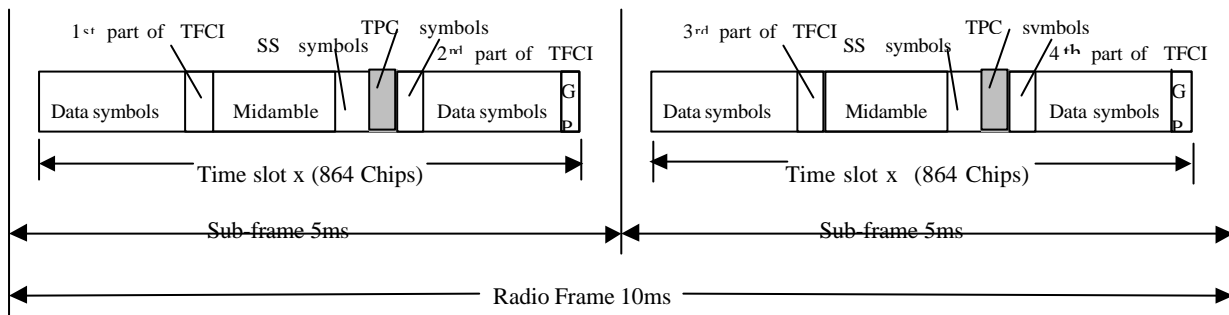 1st part of TFCI
SS symbols
TPC symbols
2nd part of TFCI
Data symbols
Midamble
Data symbols
G
P
Time slot x (864 Chips)
3rd part of TFCI
SS symbols
TPC symbols
4th part of TFCI
Data symbols
Midamble
Data symbols
G
P
Time slot x (864 Chips)
Sub-frame 5ms
Sub-frame 5ms
Radio Frame 10ms